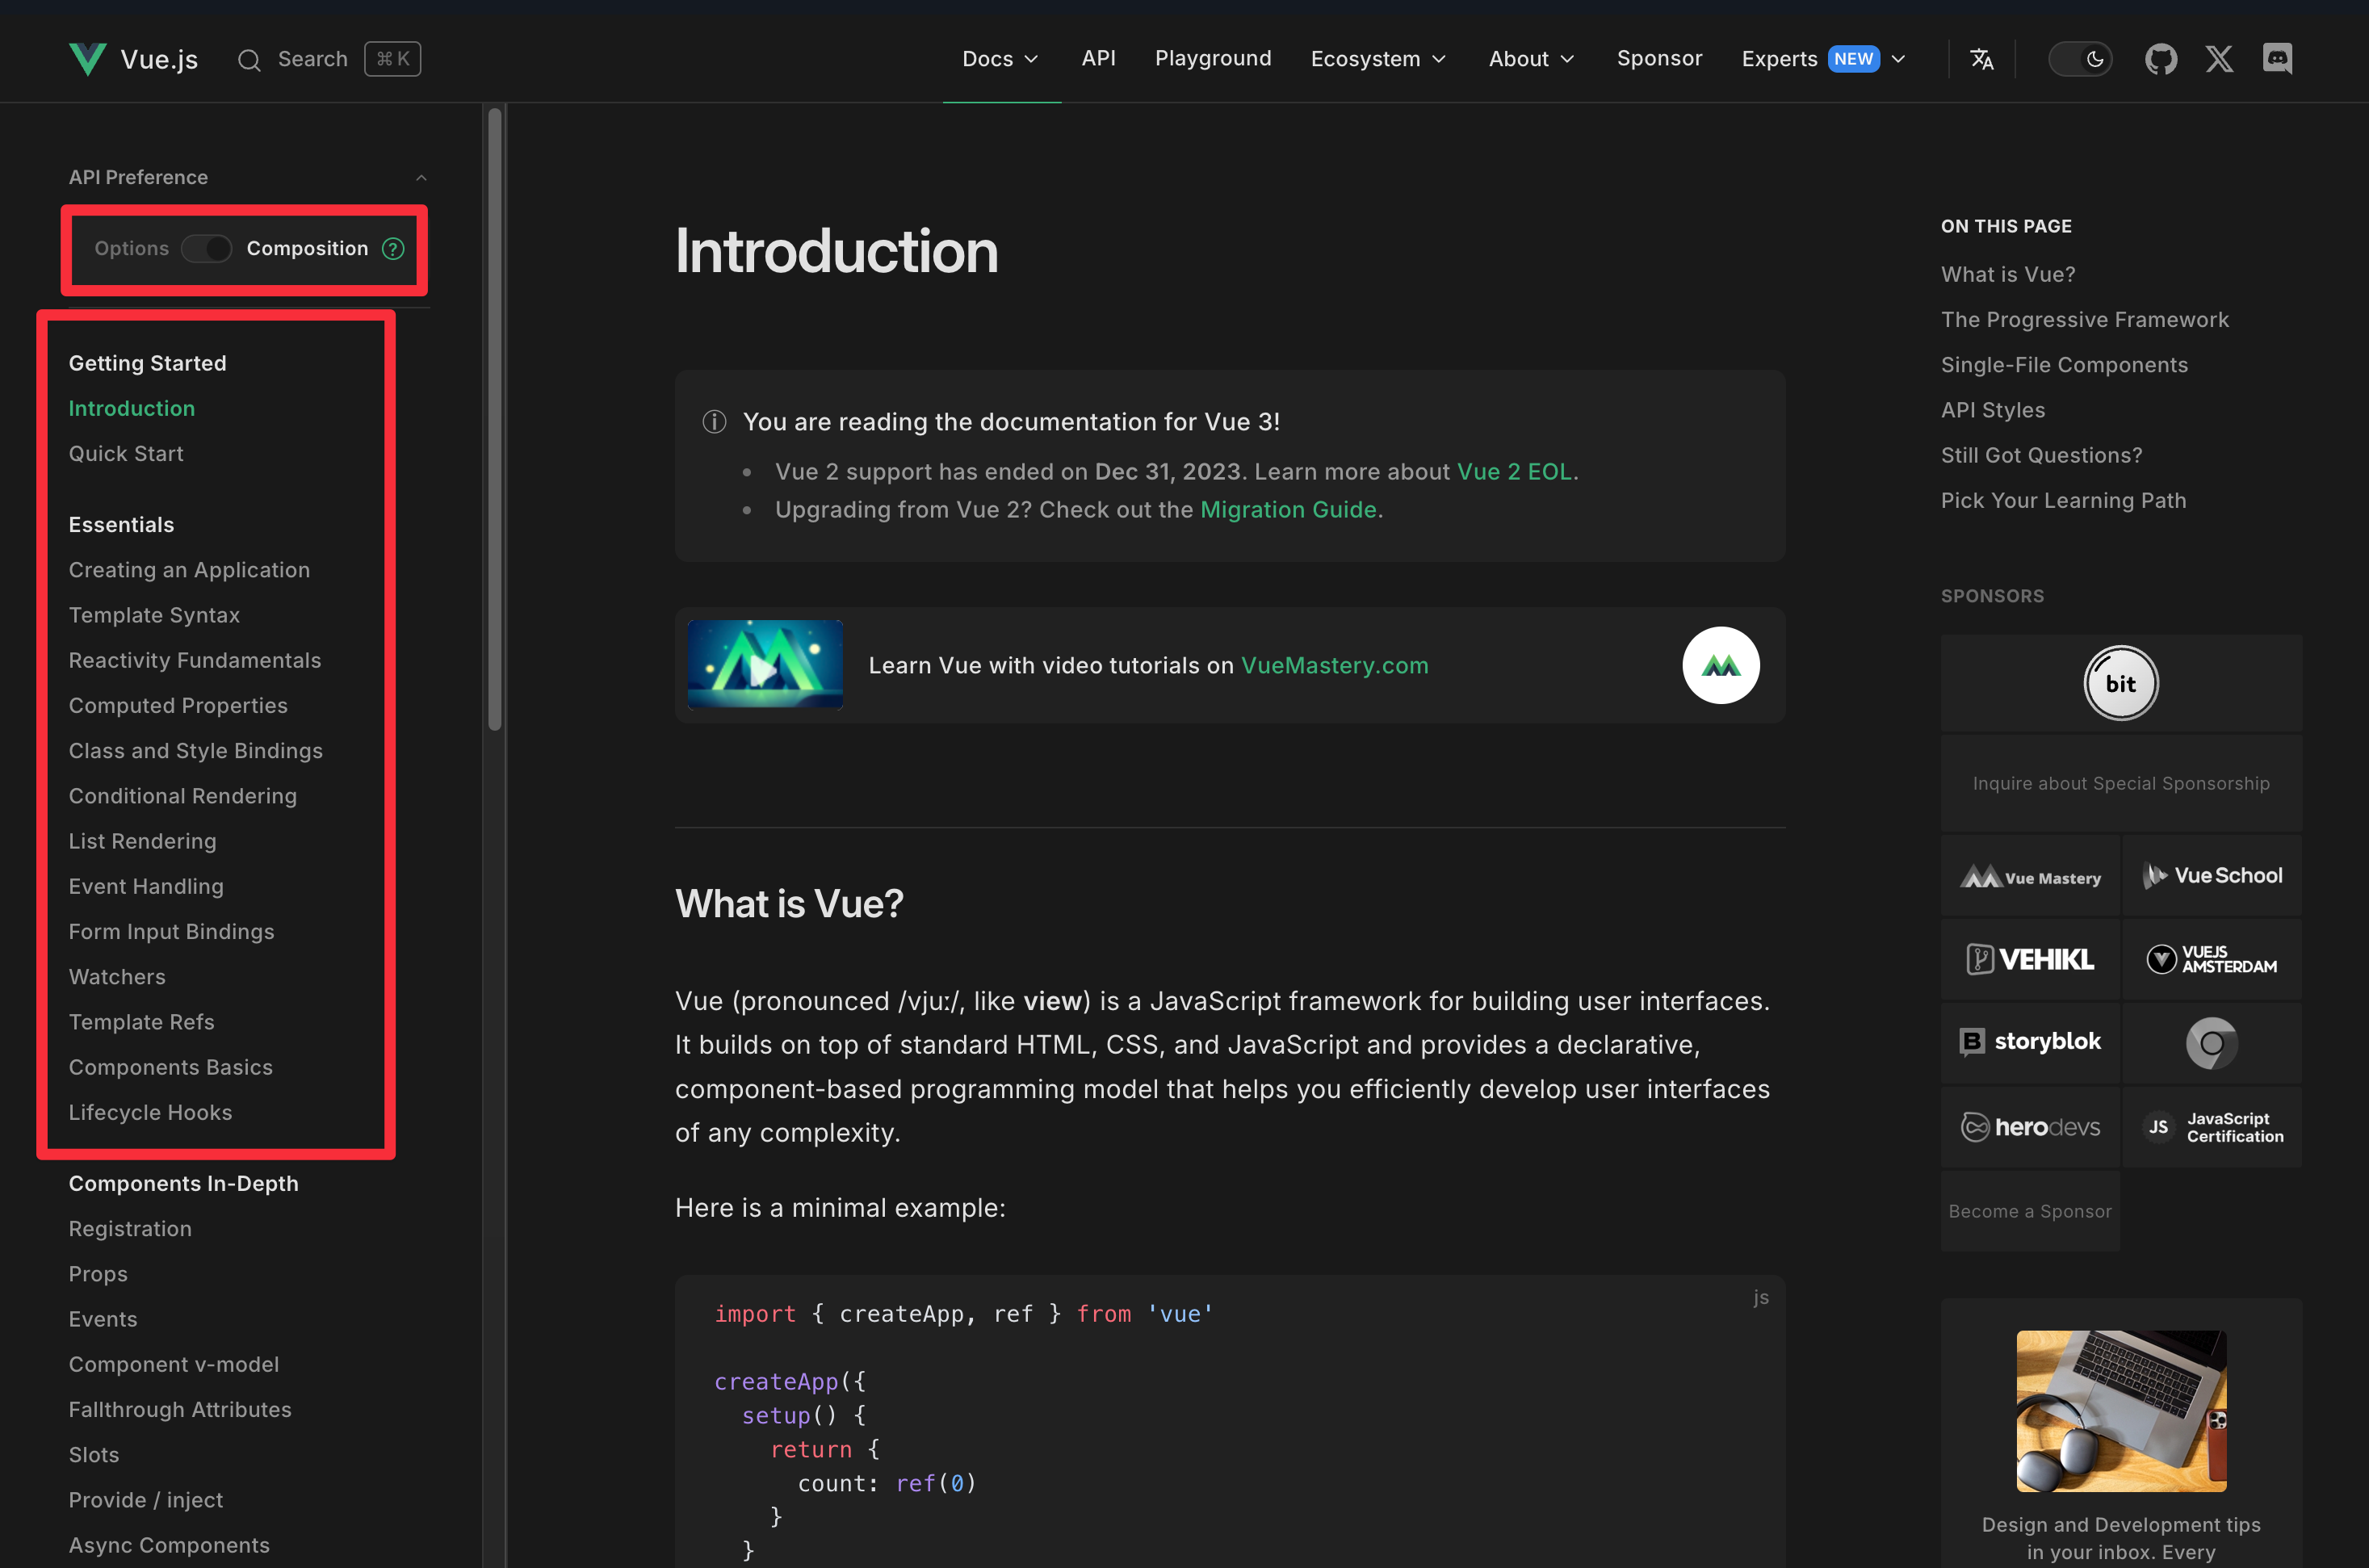 Vue.js
Search
⌘ K
Docs
API
Playground
Ecosystem
About
Sponsor
Experts NEW
API Preference
Options
Composition ?
Getting Started
Introduction
Quick Start
Essentials
Creating an Application
Template Syntax
Reactivity Fundamentals
Computed Properties
Class and Style Bindings
Conditional Rendering
List Rendering
Event Handling
Form Input Bindings
Watchers
Template Refs
Components Basics
Lifecycle Hooks
Components In-Depth
Registration
Props
Events
Component v-model
Fallthrough Attributes
Slots
Provide / inject
Async Components
Introduction
You are reading the documentation for Vue 3!
• Vue 2 support has ended on Dec 31, 2023. Learn more about Vue 2 EOL.
• Upgrading from Vue 2? Check out the Migration Guide.
Learn Vue with video tutorials on VueMastery.com
What is Vue?
Vue (pronounced /vjuː/, like view) is a JavaScript framework for building user interfaces.
It builds on top of standard HTML, CSS, and JavaScript and provides a declarative,
component-based programming model that helps you efficiently develop user interfaces
of any complexity.
Here is a minimal example:
js
import { createApp, ref } from 'vue'
createApp({
  setup() {
    return {
      count: ref(0)
    }
  }
ON THIS PAGE
What is Vue?
The Progressive Framework
Single-File Components
API Styles
Still Got Questions?
Pick Your Learning Path
SPONSORS
bit
Inquire about Special Sponsorship
Vue Mastery
Vue School
VEHIKL
VUEJS
AMSTERDAM
storyblok
herodevs
JS
JavaScript
Certification
Become a Sponsor
Design and Development tips
in your inbox. Every